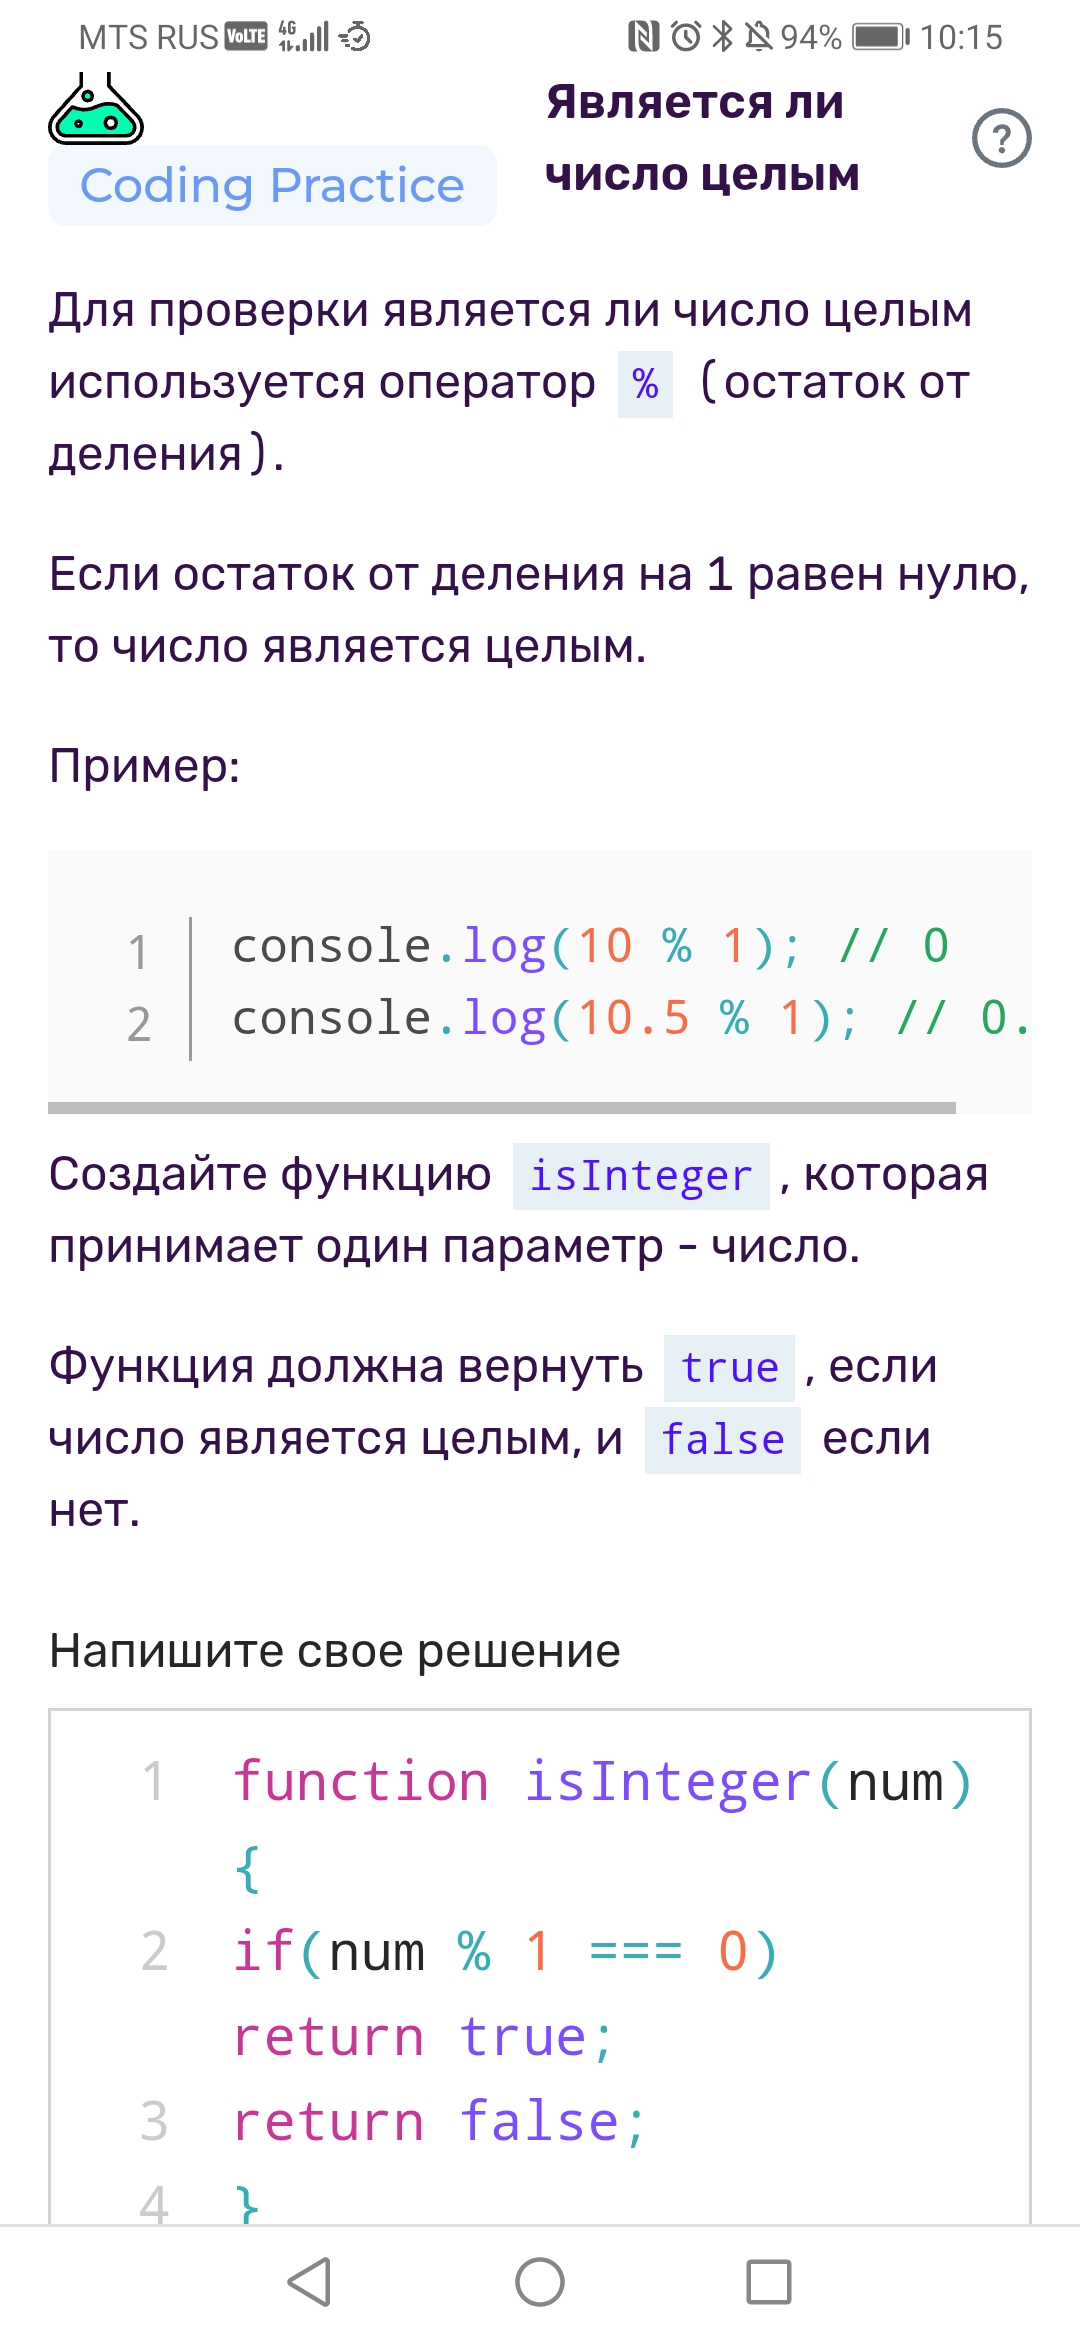 MTS RUS VoLTE 4G 94% 10:15
Является ли
число целым
?
Coding Practice
Для проверки является ли число целым
используется оператор % (остаток от
деления).
Если остаток от деления на 1 равен нулю,
то число является целым.
Пример:
1 console.log(10 % 1); // 0
2 console.log(10.5 % 1); // 0.
Создайте функцию isInteger, которая
принимает один параметр - число.
Функция должна вернуть true, если
число является целым, и false если
нет.
Напишите свое решение
1 function isInteger(num)
{
2 if(num % 1 === 0)
return true;
3 return false;
4 }